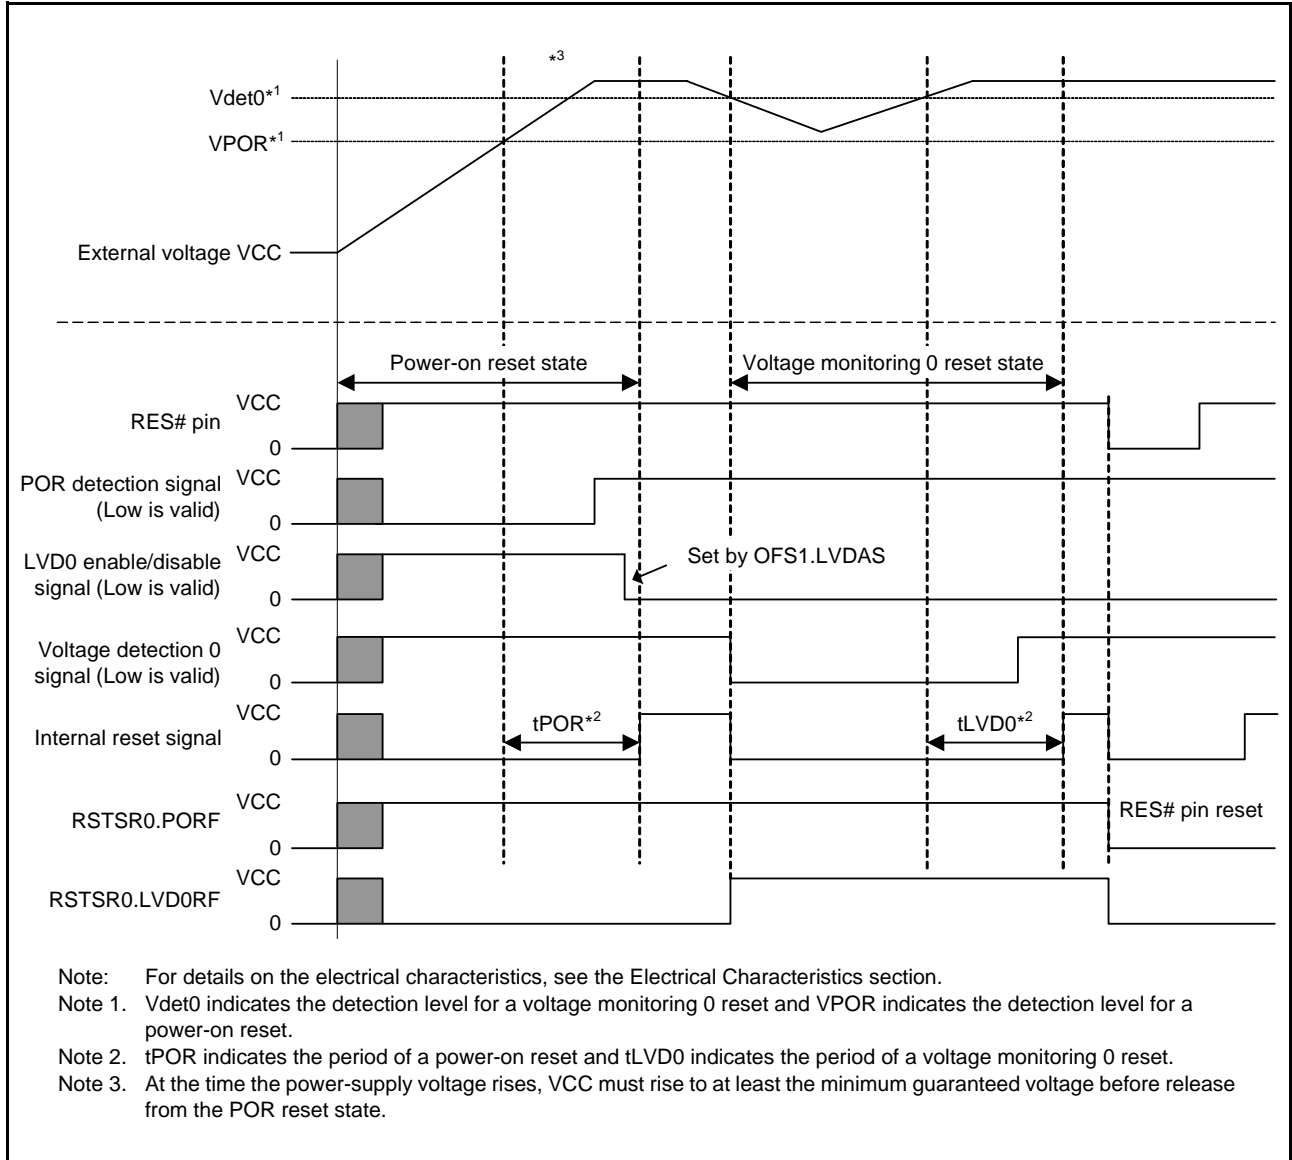 *3
Vdet0*1
VPOR*1
External voltage VCC
Power-on reset state
Voltage monitoring 0 reset state
RES# pin
VCC
0
POR detection signal
(Low is valid)
VCC
0
LVD0 enable/disable
signal (Low is valid)
VCC
0
Set by OFS1.LVDAS
Voltage detection 0
signal (Low is valid)
VCC
0
Internal reset signal
VCC
0
tPOR*2
tLVD0*2
RSTSR0.PORF
VCC
0
RES# pin reset
RSTSR0.LVD0RF
VCC
0
Note: For details on the electrical characteristics, see the Electrical Characteristics section.
Note 1. Vdet0 indicates the detection level for a voltage monitoring 0 reset and VPOR indicates the detection level for a
power-on reset.
Note 2. tPOR indicates the period of a power-on reset and tLVD0 indicates the period of a voltage monitoring 0 reset.
Note 3. At the time the power-supply voltage rises, VCC must rise to at least the minimum guaranteed voltage before release
from the POR reset state.